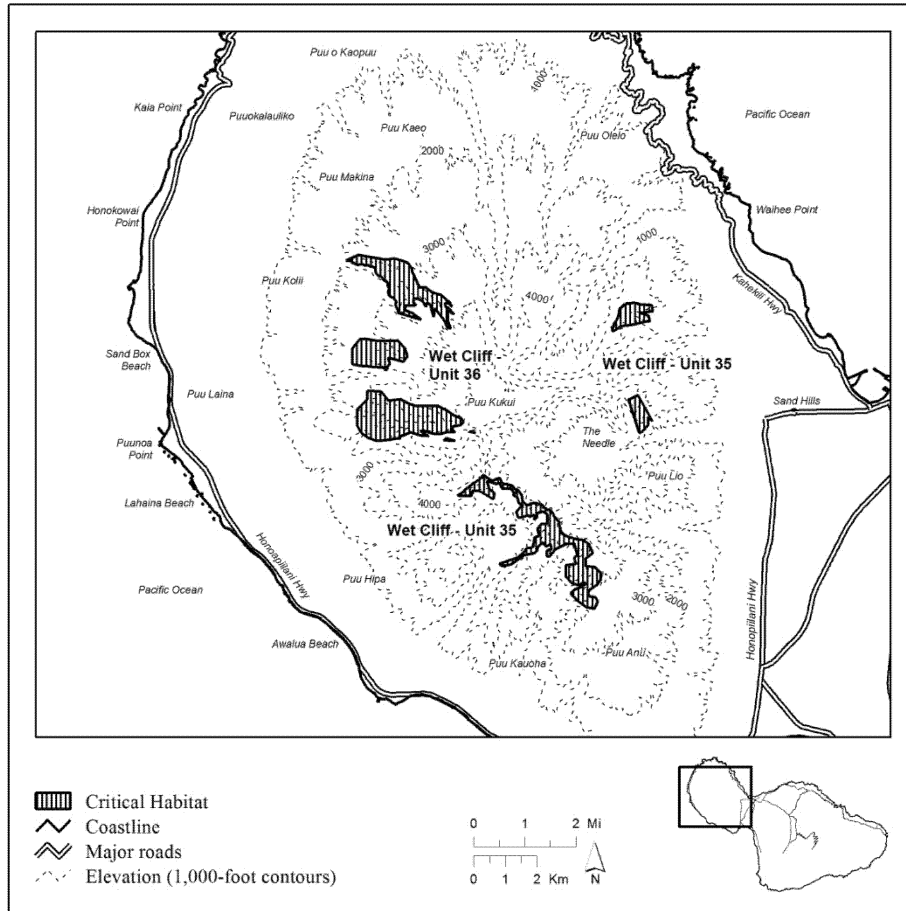 Puu o Kaopuu
1000
Kaia Point
Puuokalauliko
Pacific Ocean
Puu Kaeo
Puu Olelo
2000
Puu Makina
Honokowai
Point
Waihee Point
3000
1000
Puu Kolii
Kahekili Hwy
4000
Sand Box
Beach
Wet Cliff -
Unit 36
Wet Cliff - Unit 35
Puu Laina
Puu Kukui
Sand Hills
Puunoa
Point
The
Needle
3000
Puu Lio
Lahaina Beach
4000
Wet Cliff - Unit 35
Honoapiilani Hwy
Puu Hipa
Pacific Ocean
3000
2000
Honopiilani Hwy
Awalua Beach
Puu Kauoha
Puu Anu
Critical Habitat
Coastline
Major roads
Elevation (1,000-foot contours)
0 1 2 Mi
0 1 2 Km
N